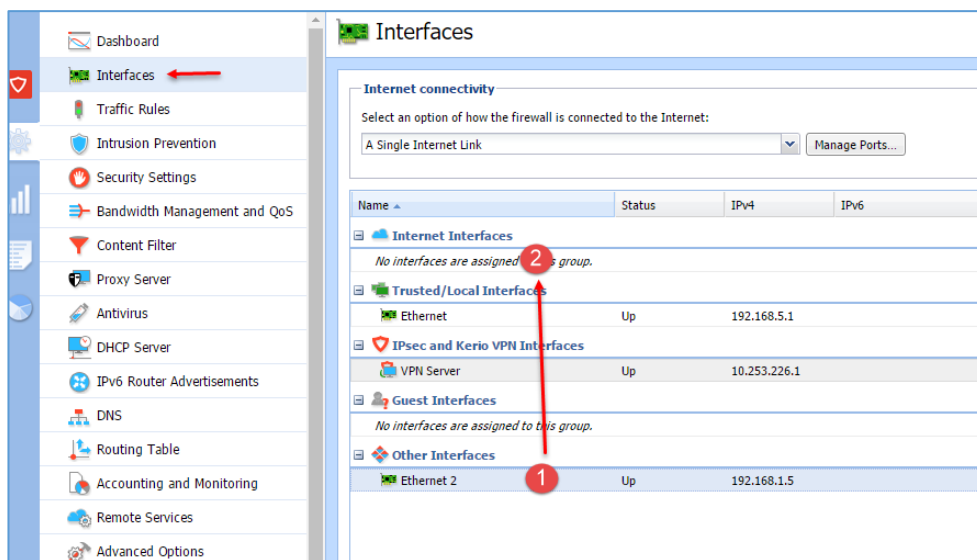 Dashboard
Interfaces
Traffic Rules
Intrusion Prevention
Security Settings
Bandwidth Management and QoS
Content Filter
Proxy Server
Antivirus
DHCP Server
IPv6 Router Advertisements
DNS
Routing Table
Accounting and Monitoring
Remote Services
Advanced Options
Interfaces
Internet connectivity
Select an option of how the firewall is connected to the Internet:
A Single Internet Link Manage Ports...
Name Status IPv4 IPv6
Internet Interfaces
No interfaces are assigned to this group.
2
Trusted/Local Interfaces
Ethernet Up 192.168.5.1
IPsec and Kerio VPN Interfaces
VPN Server Up 10.253.226.1
Guest Interfaces
No interfaces are assigned to this group.
Other Interfaces
Ethernet 2 1 Up 192.168.1.5